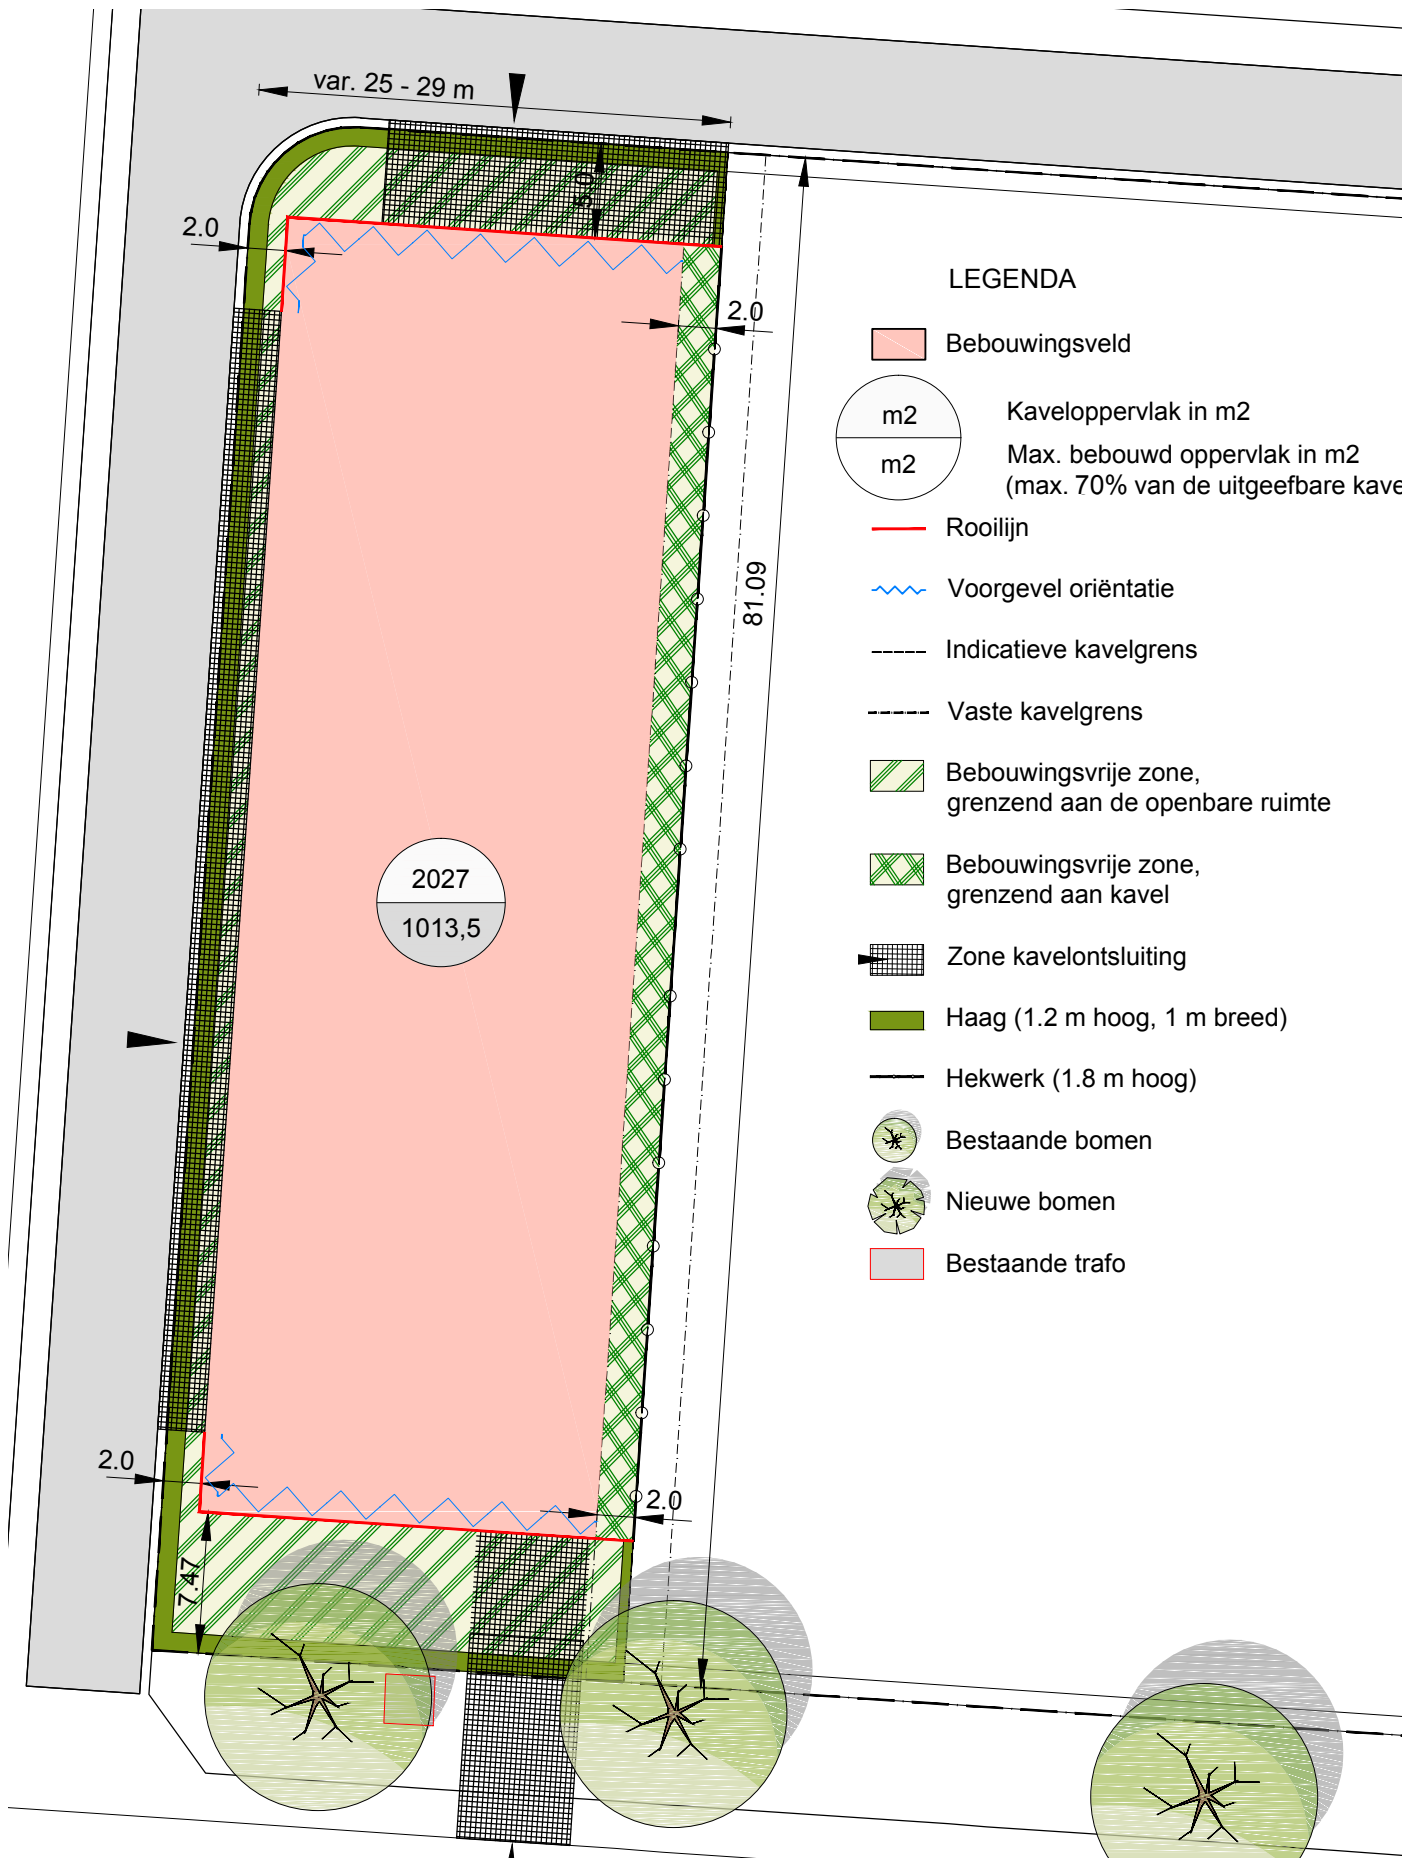 var. 25 - 29 m
5.0
2.0
2.0
81.09
2027
1013,5
2.0
2.0
7.47
LEGENDA
Bebouwingsveld
m2
m2
Kaveloppervlak in m2
Max. bebouwd oppervlak in m2
(max. 70% van de uitgeefbare kave
Rooilijn
Voorgevel oriëntatie
Indicatieve kavelgrens
Vaste kavelgrens
Bebouwingsvrije zone,
grenzend aan de openbare ruimte
Bebouwingsvrije zone,
grenzend aan kavel
Zone kavelontsluiting
Haag (1.2 m hoog, 1 m breed)
Hekwerk (1.8 m hoog)
Bestaande bomen
Nieuwe bomen
Bestaande trafo